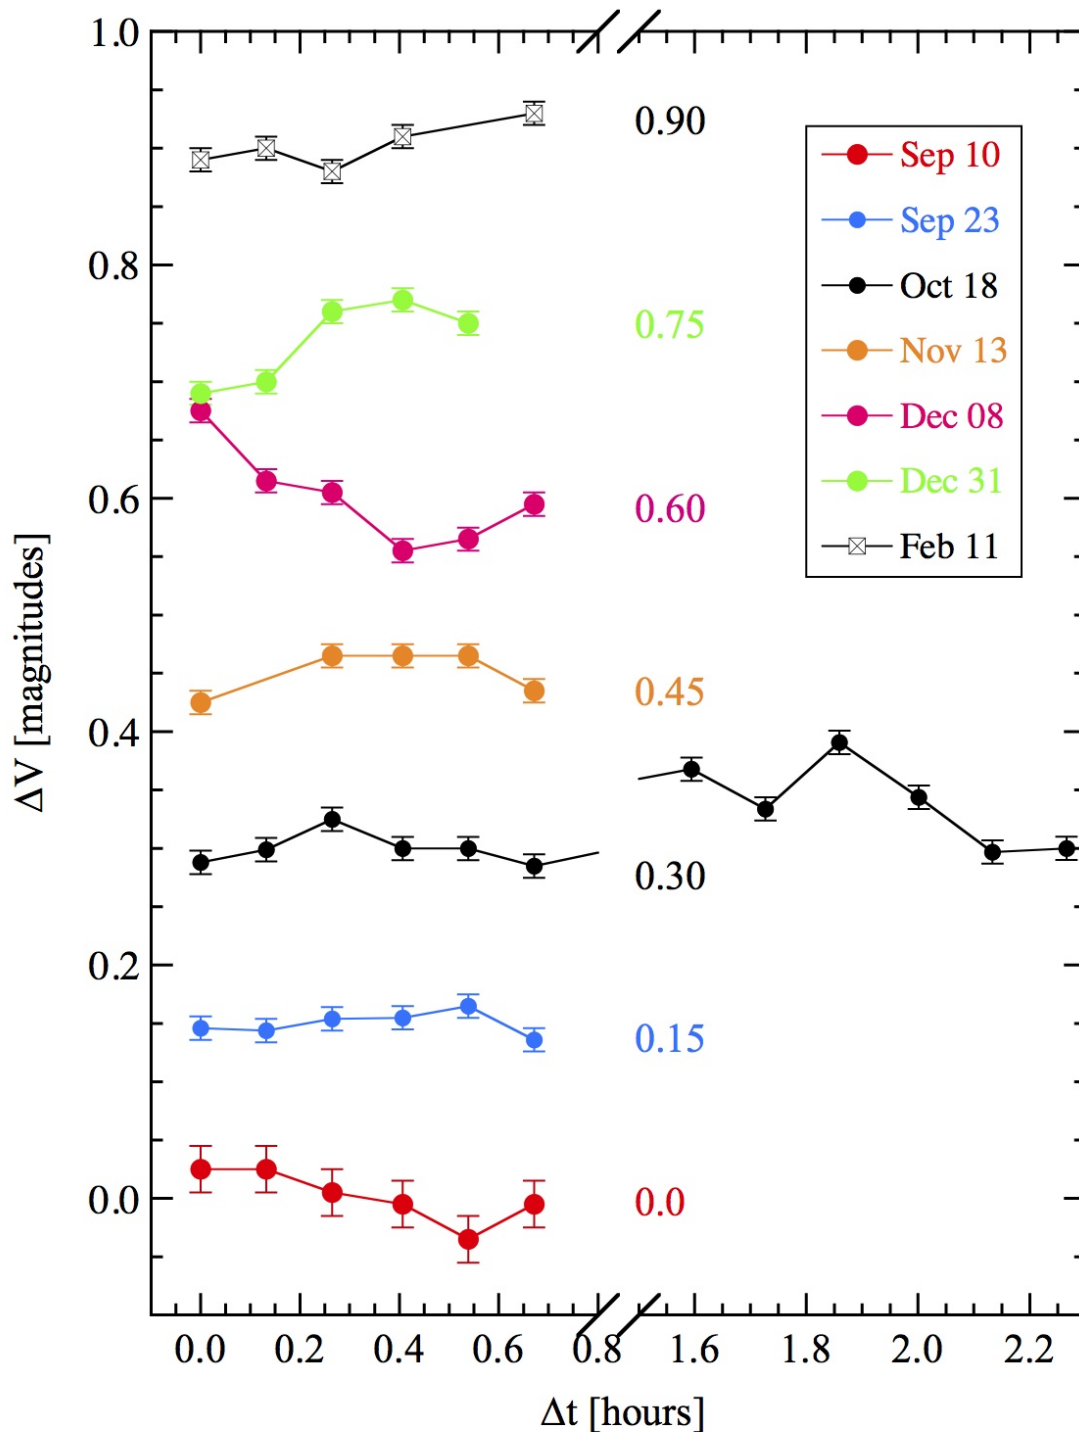 1.0
0.90
Sep 10
Sep 23
0.8
Oct 18
0.75
Nov 13
Dec 08
Dec 31
0.6
0.60
Feb 11
ΔV [magnitudes]
0.45
0.4
0.30
0.2
0.15
0.0
0.0
0.0 0.2 0.4 0.6 0.8 1.6 1.8 2.0 2.2
Δt [hours]